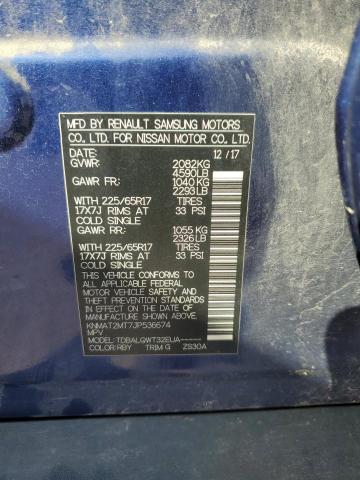 MFD BY RENAULT SAMSUNG MOTORS
CO., LTD. FOR NISSAN MOTOR CO., LTD.
DATE: 12 / 17
GVWR: 2082KG
4590LB
GAWR FR: 1040 KG
2293LB
WITH 225/65R17 TIRES
17X7J RIMS AT 33 PSI
COLD SINGLE
GAWR RR: 1055 KG
2326LB
WITH 225/65R17 TIRES
17X7J RIMS AT 33 PSI
COLD SINGLE
THIS VEHICLE CONFORMS TO
ALL APPLICABLE FEDERAL
MOTOR VEHICLE SAFETY,
BUMPER, AND THEFT PREVENTION
STANDARDS IN EFFECT ON THE
DATE OF MANUFACTURE
SHOWN ABOVE.
KNMAT2MT7JP536674
MPV
MODEL: TDBALGWT32EUA-----
COLOR: RBY TRIM G ZS30A